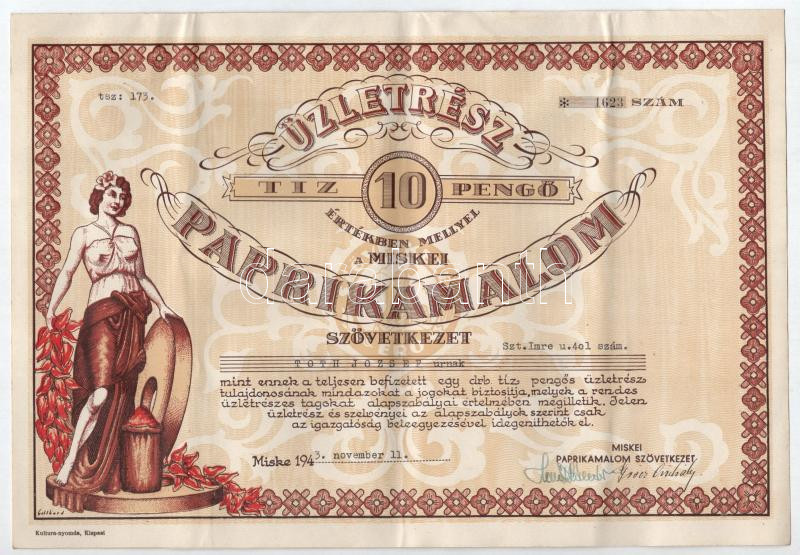 tsz: 173.
* 1623 SZÁM
ÜZLETRÉSZ
TIZ 10 PENGŐ
ÉRTÉKBEN MELLYEL
A MISKEI
PAPRIKAMALOM
SZÖVETKEZET
Szt.Imre u.4o1 szám.
TOTH JOZSEF urnak
mint ennek a teljesen befizetett egy drb tiz pengős üzletrész
tulajdonosának mindazokat a jogokat biztosítja, melyek a rendes
üzletrészes tagokat alapszabályai értelmében megilletik. Jelen
üzletrész és szelvényei az alapszabályok szerint csak
az igazgatóság beleegyezésével idegeníthetők el.
Miske 1943. november 11.
MISKEI
PAPRIKAMALOM SZÖVETKEZET
Kultura-nyomda, Kispest